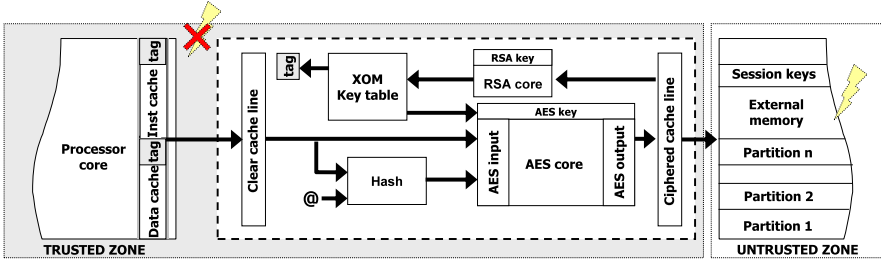 Processor
core
tag
Inst cache
tag
Data cache
TRUSTED ZONE
Clear cache line
tag
XOM
Key table
RSA key
RSA core
@
Hash
AES key
AES input
AES core
AES output
Ciphered cache line
Session keys
External
memory
Partition n
Partition 2
Partition 1
UNTRUSTED ZONE